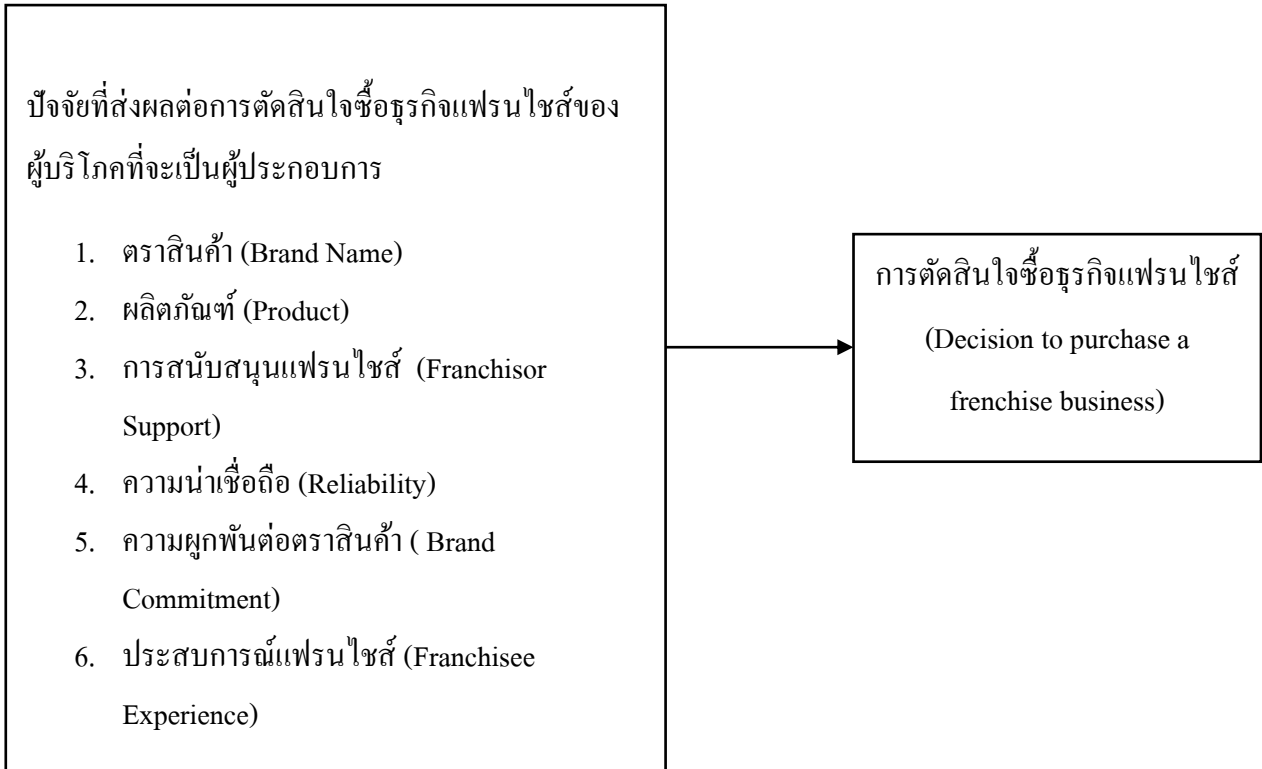 ปัจจัยที่ส่งผลต่อการตัดสินใจซื้อธุรกิจแฟรนไชส์ของ
ผู้บริโภคที่จะเป็นผู้ประกอบการ
1. ตราสินค้า (Brand Name)
2. ผลิตภัณฑ์ (Product)
3. การสนับสนุนแฟรนไชส์ (Franchisor
Support)
4. ความน่าเชื่อถือ (Reliability)
5. ความผูกพันต่อตราสินค้า ( Brand
Commitment)
6. ประสบการณ์แฟรนไชส์ (Franchisee
Experience)
การตัดสินใจซื้อธุรกิจแฟรนไชส์
(Decision to purchase a
frenchise business)